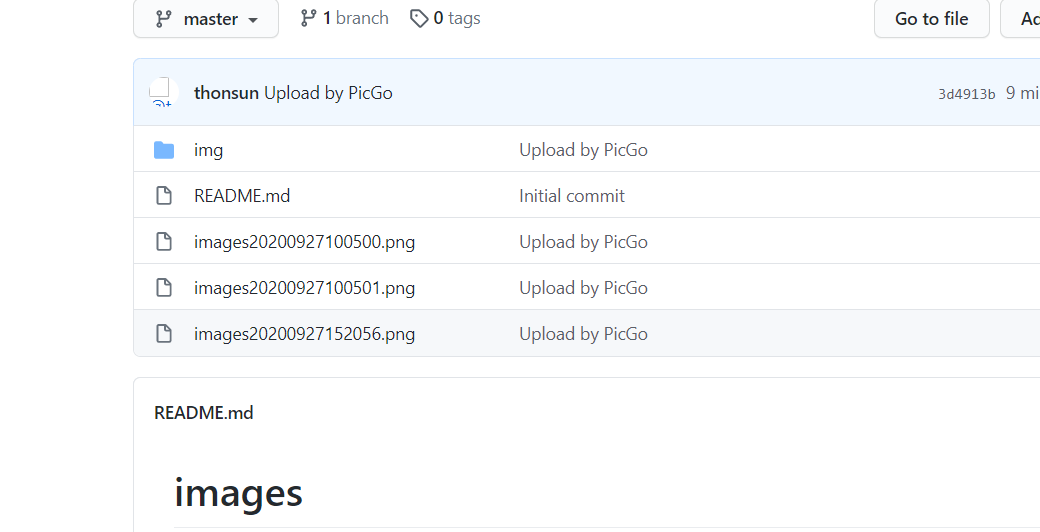 master 1 branch 0 tags Go to file
thonsun Upload by PicGo 3d4913b 9
img Upload by PicGo
README.md Initial commit
images20200927100500.png Upload by PicGo
images20200927100501.png Upload by PicGo
images20200927152056.png Upload by PicGo
README.md
images